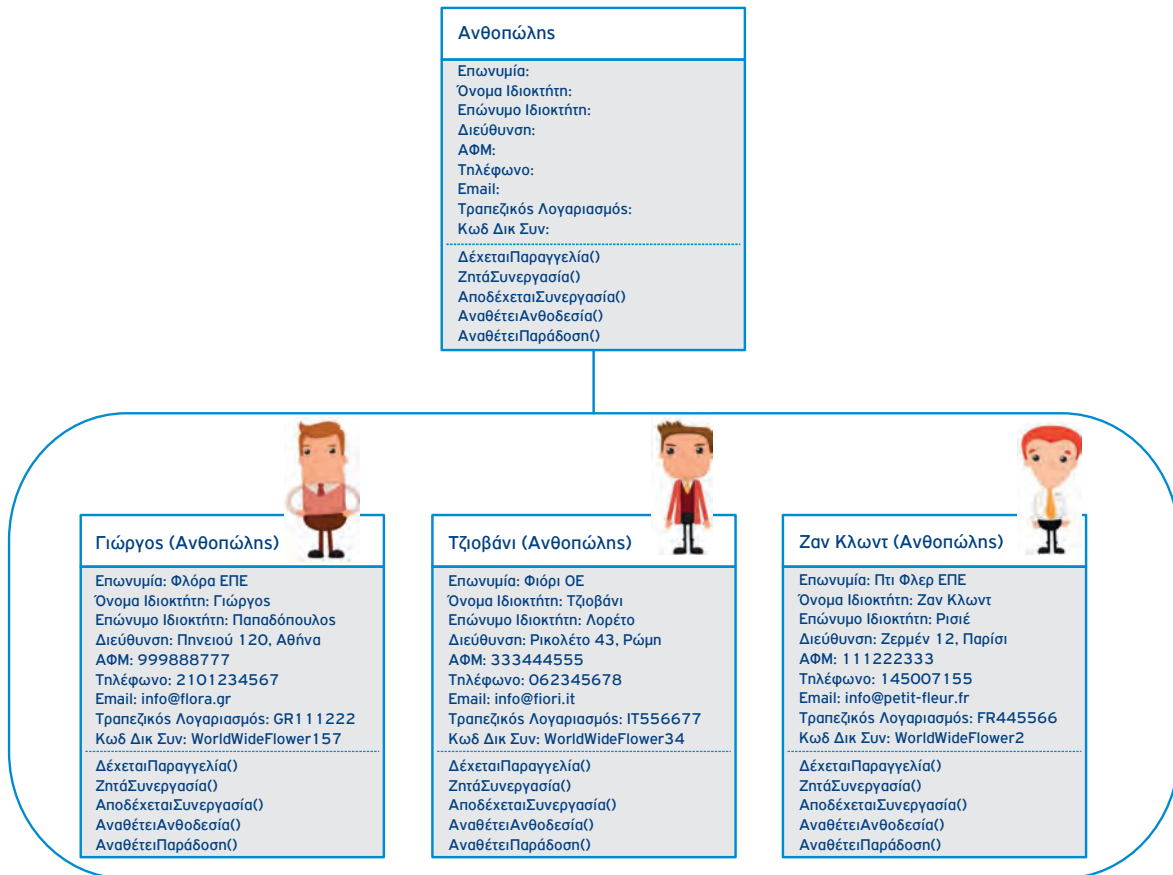 Ανθοπώλης
Επωνυμία:
Όνομα Ιδιοκτήτη:
Επώνυμο Ιδιοκτήτη:
Διεύθυνση:
ΑΦΜ:
Τηλέφωνο:
Email:
Τραπεζικός Λογαριασμός:
Κωδ Δικ Συν:
ΔέχεταιΠαραγγελία()
ΖητάΣυνεργασία()
ΑποδέχεταιΣυνεργασία()
ΑναθέτειΑνθοδεσία()
ΑναθέτειΠαράδοση()
Γιώργος (Ανθοπώλης)
Επωνυμία: Φλόρα ΕΠΕ
Όνομα Ιδιοκτήτη: Γιώργος
Επώνυμο Ιδιοκτήτη: Παπαδόπουλος
Διεύθυνση: Πηνειού 120, Αθήνα
ΑΦΜ: 999888777
Τηλέφωνο: 2101234567
Email: info@flora.gr
Τραπεζικός Λογαριασμός: GR111222
Κωδ Δικ Συν: WorldWideFlower157
ΔέχεταιΠαραγγελία()
ΖητάΣυνεργασία()
ΑποδέχεταιΣυνεργασία()
ΑναθέτειΑνθοδεσία()
ΑναθέτειΠαράδοση()
Τζιοβάνι (Ανθοπώλης)
Επωνυμία: Φιόρι ΟΕ
Όνομα Ιδιοκτήτη: Τζιοβάνι
Επώνυμο Ιδιοκτήτη: Λορέτο
Διεύθυνση: Ρικολέτο 43, Ρώμη
ΑΦΜ: 333444555
Τηλέφωνο: 062345678
Email: info@fiori.it
Τραπεζικός Λογαριασμός: IT556677
Κωδ Δικ Συν: WorldWideFlower34
ΔέχεταιΠαραγγελία()
ΖητάΣυνεργασία()
ΑποδέχεταιΣυνεργασία()
ΑναθέτειΑνθοδεσία()
ΑναθέτειΠαράδοση()
Ζαν Κλωντ (Ανθοπώλης)
Επωνυμία: Πτι Φλερ ΕΠΕ
Όνομα Ιδιοκτήτη: Ζαν Κλωντ
Επώνυμο Ιδιοκτήτη: Ρισιέ
Διεύθυνση: Ζερμέν 12, Παρίσι
ΑΦΜ: 111222333
Τηλέφωνο: 145007155
Email: info@petit-fleur.fr
Τραπεζικός Λογαριασμός: FR445566
Κωδ Δικ Συν: WorldWideFlower2
ΔέχεταιΠαραγγελία()
ΖητάΣυνεργασία()
ΑποδέχεταιΣυνεργασία()
ΑναθέτειΑνθοδεσία()
ΑναθέτειΠαράδοση()